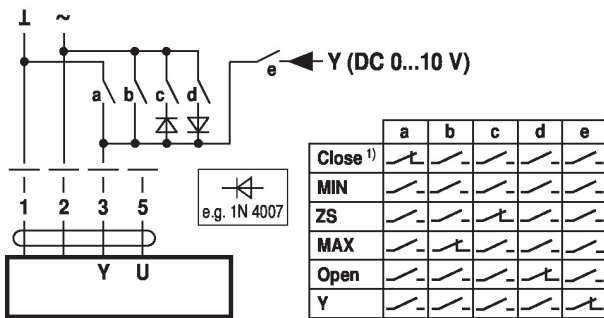 ⊥ ~
e Y (DC 0...10 V)
a b c d
1 2 3 5
e.g. 1N 4007
Y U
a b c d e
Close 1)
MIN
ZS
MAX
Open
Y